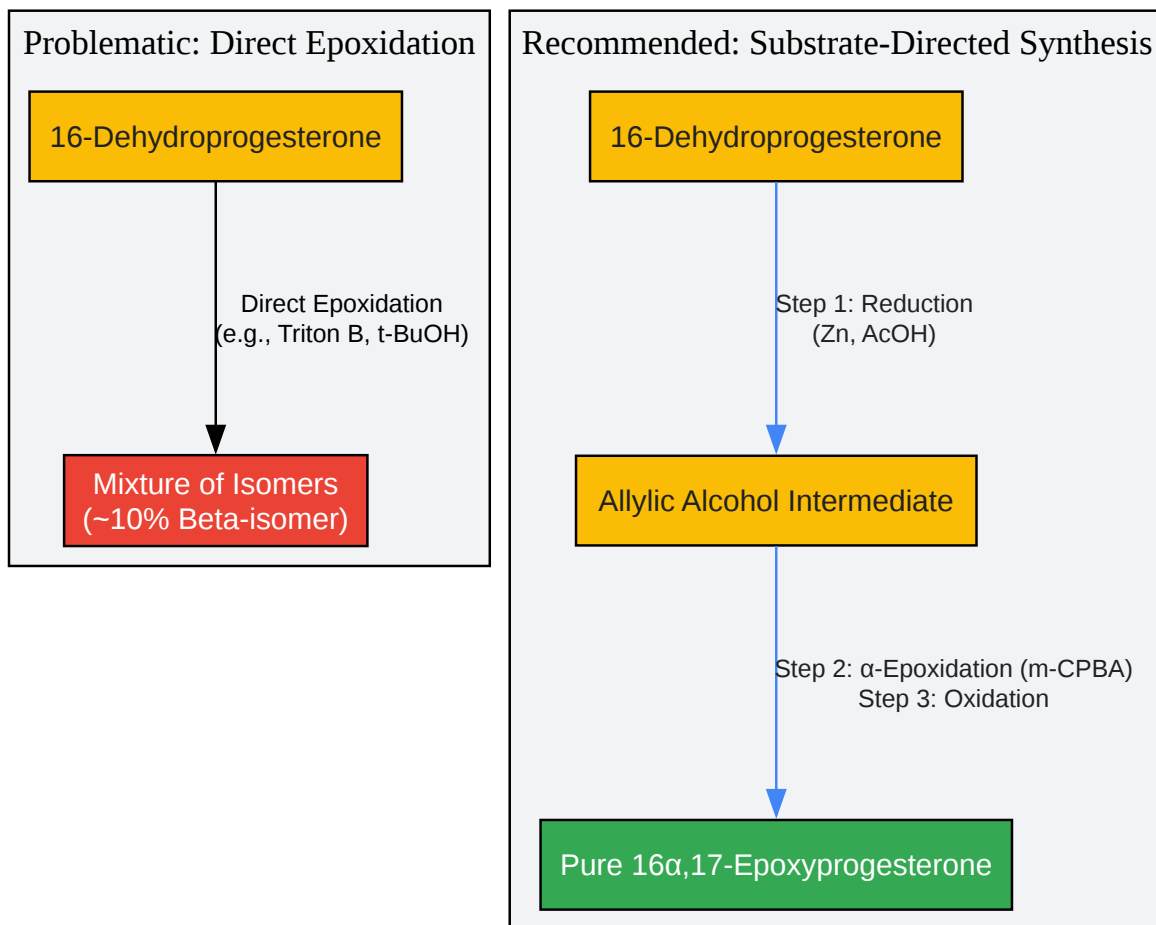 Problematic: Direct Epoxidation
16-Dehydroprogesterone
Direct Epoxidation
(e.g., Triton B, t-BuOH)
Mixture of Isomers
(~10% Beta-isomer)
Recommended: Substrate-Directed Synthesis
16-Dehydroprogesterone
Step 1: Reduction
(Zn, AcOH)
Allylic Alcohol Intermediate
Step 2: α-Epoxidation (m-CPBA)
Step 3: Oxidation
Pure 16α,17-Epoxyprogesterone